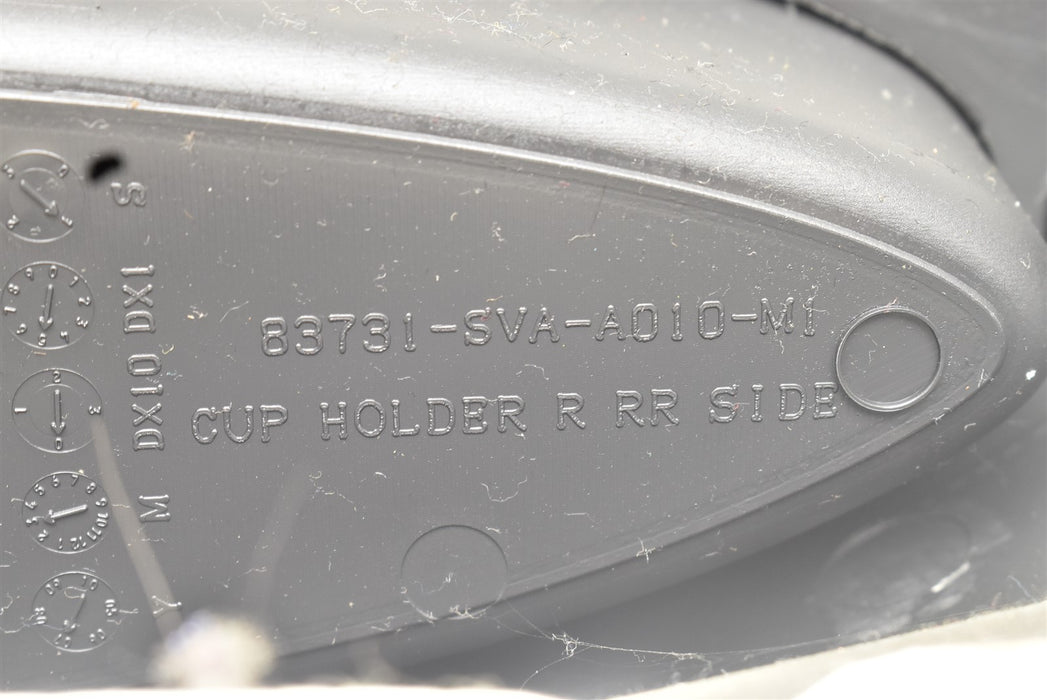 83731-SVA-A010-M1
CUP HOLDER R RR SIDE
S
DX1
DX10
M
Y